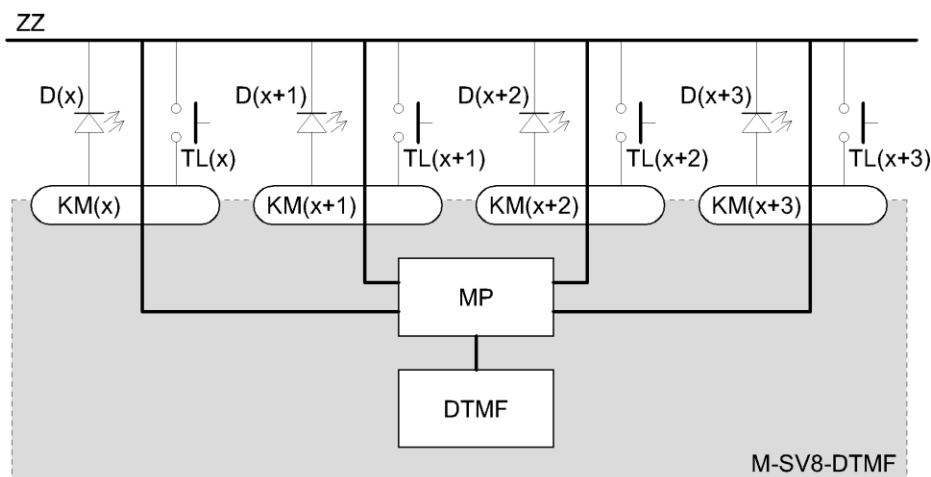 ZZ
D(x)
D(x+1)
D(x+2)
D(x+3)
TL(x)
TL(x+1)
TL(x+2)
TL(x+3)
KM(x)
KM(x+1)
KM(x+2)
KM(x+3)
MP
DTMF
M-SV8-DTMF